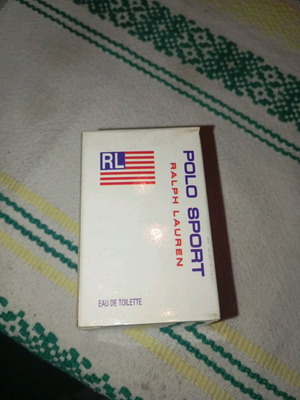 RL
POLO SPORT
RALPH LAUREN
EAU DE TOILETTE